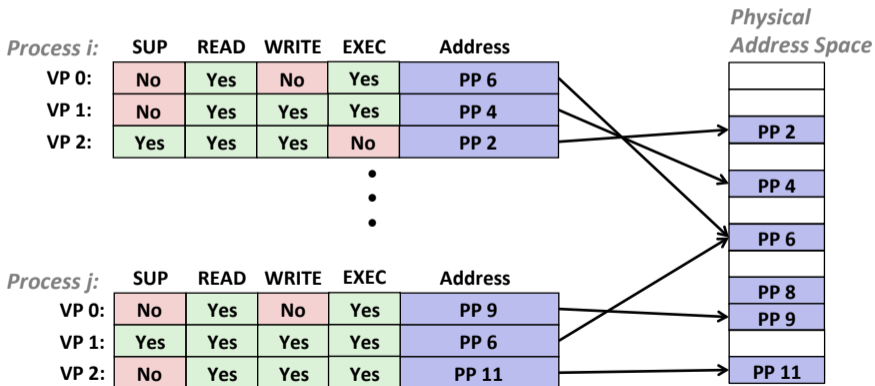 Physical
Address Space
Process i: SUP READ WRITE EXEC Address
VP 0: No Yes No Yes PP 6
VP 1: No Yes Yes Yes PP 4
VP 2: Yes Yes Yes No PP 2
PP 2
PP 4
PP 6
PP 8
PP 9
PP 11
Process j: SUP READ WRITE EXEC Address
VP 0: No Yes No Yes PP 9
VP 1: Yes Yes Yes Yes PP 6
VP 2: No Yes Yes Yes PP 11